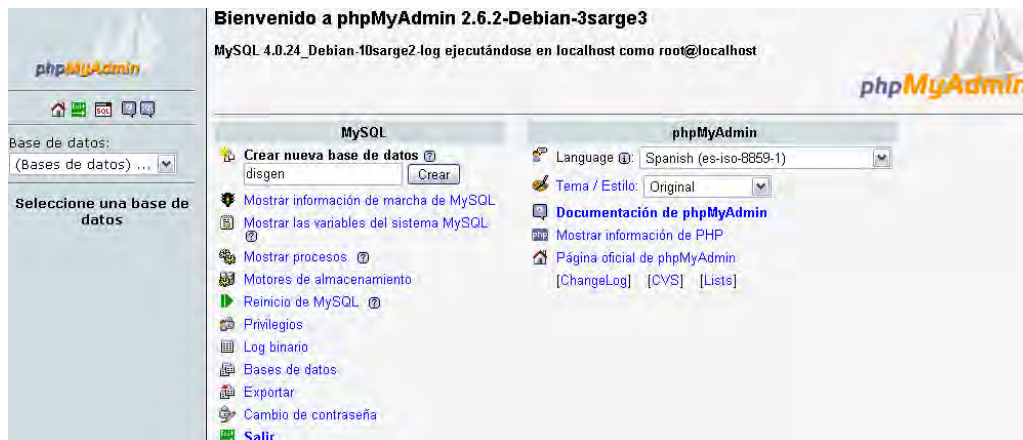 phpMyAdmin
SQL
Base de datos:
(Bases de datos) ...
Seleccione una base de
datos
Bienvenido a phpMyAdmin 2.6.2-Debian-3sarge3
MySQL 4.0.24_Debian-10sarge2-log ejecutándose en localhost como root@localhost
phpMyAdmin
MySQL
Crear nueva base de datos
disgen Crear
Mostrar información de marcha de MySQL
Mostrar las variables del sistema MySQL
Mostrar procesos
Motores de almacenamiento
Reinicio de MySQL
Privilegios
Log binario
Bases de datos
Exportar
Cambio de contraseña
Salir
phpMyAdmin
Language: Spanish (es-iso-8859-1)
Tema / Estilo: Original
Documentación de phpMyAdmin
php Mostrar información de PHP
Página oficial de phpMyAdmin
[ChangeLog] [CVS] [Lists]